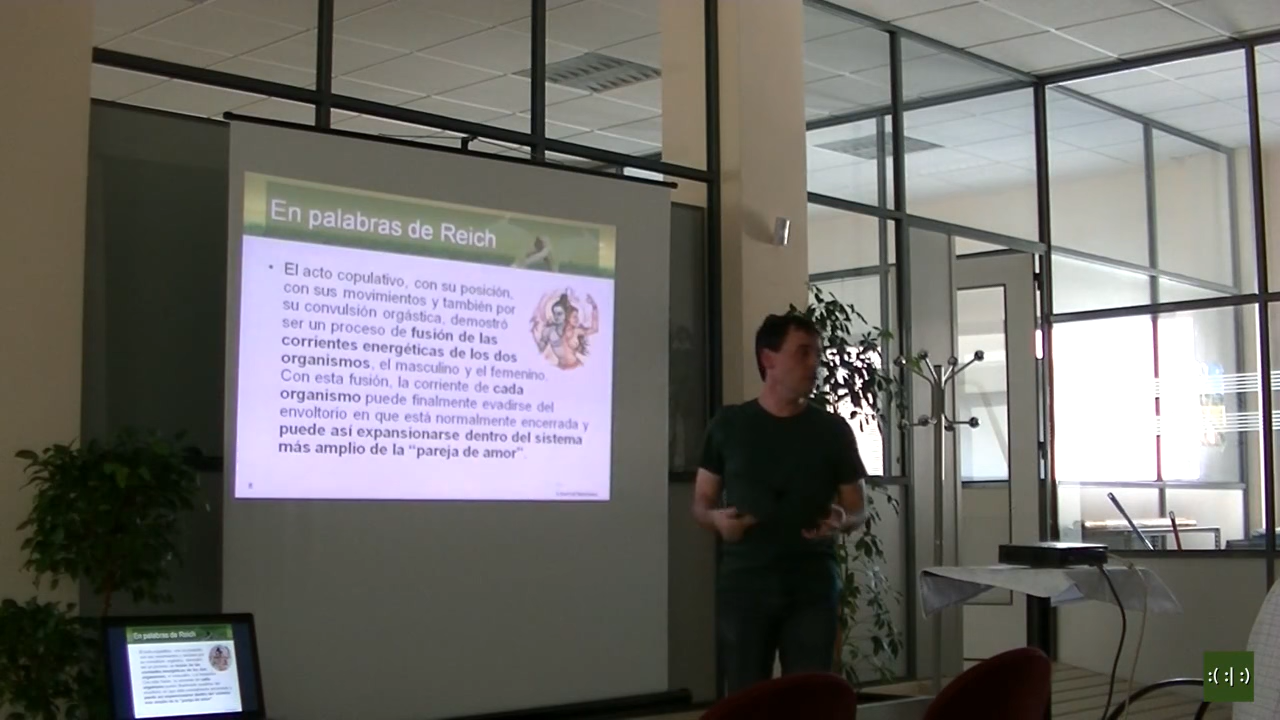 En palabras de Reich
• El acto copulativo, con su posición,
con sus movimientos y también por
su convulsión orgástica, demostró
ser un proceso de fusión de las
corrientes energéticas de los dos
organismos, el masculino y el femenino.
Con esta fusión, la corriente de cada
organismo puede finalmente evadirse del
envoltorio en que está normalmente encerrada y
puede así expansionarse dentro del sistema
más amplio de la “pareja de amor”.
En palabras de Reich
:( :| :)